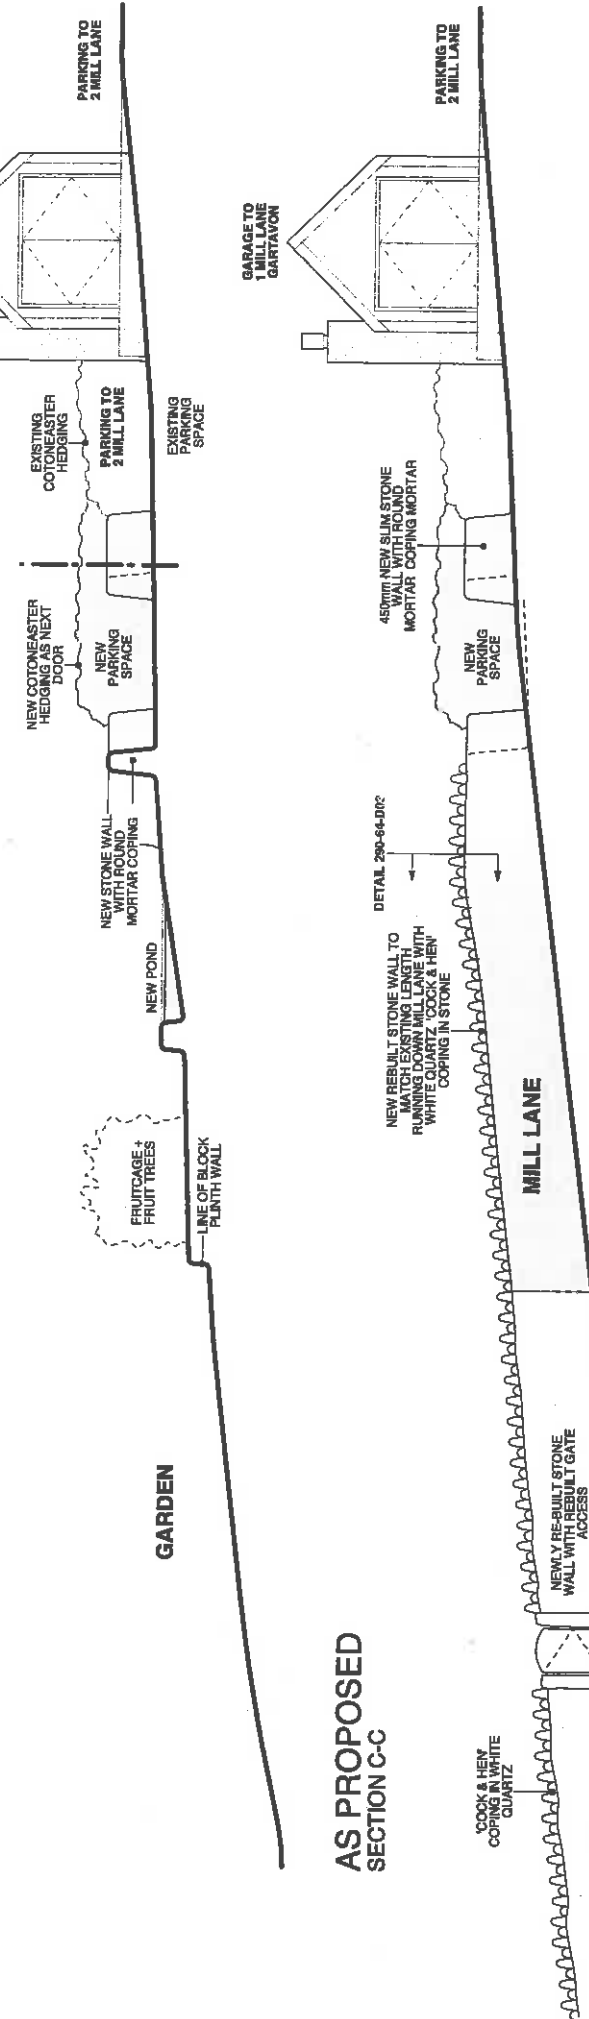 GARDEN
FRUITCAGE +
FRUIT TREES
LINE OF BLOCK
PLINTH WALL
NEW POND
NEW STONE WALL
WITH ROUND
MORTAR COPING
NEW COTONEASTER
HEDGING AS NEXT
DOOR
NEW
PARKING
SPACE
EXISTING
COTONEASTER
HEDGING
PARKING TO
2 MILL LANE
EXISTING
PARKING
SPACE
PARKING TO
2 MILL LANE
AS PROPOSED
SECTION C-C
'COCK & HEN'
COPING IN WHITE
QUARTZ
NEWLY RE-BUILT STONE
WALL WITH REBUILT GATE
ACCESS
MILL LANE
NEW REBUILT STONE WALL TO
MATCH EXISTING LENGTH
RUNNING DOWN MILL LANE WITH
WHITE QUARTZ 'COCK & HEN'
COPING IN STONE
DETAIL 290-64-D02
NEW
PARKING
SPACE
450mm NEW SLIM STONE
WALL WITH ROUND
MORTAR COPING MORTAR
GARAGE TO
1 MILL LANE
GARTAVON
PARKING TO
2 MILL LANE